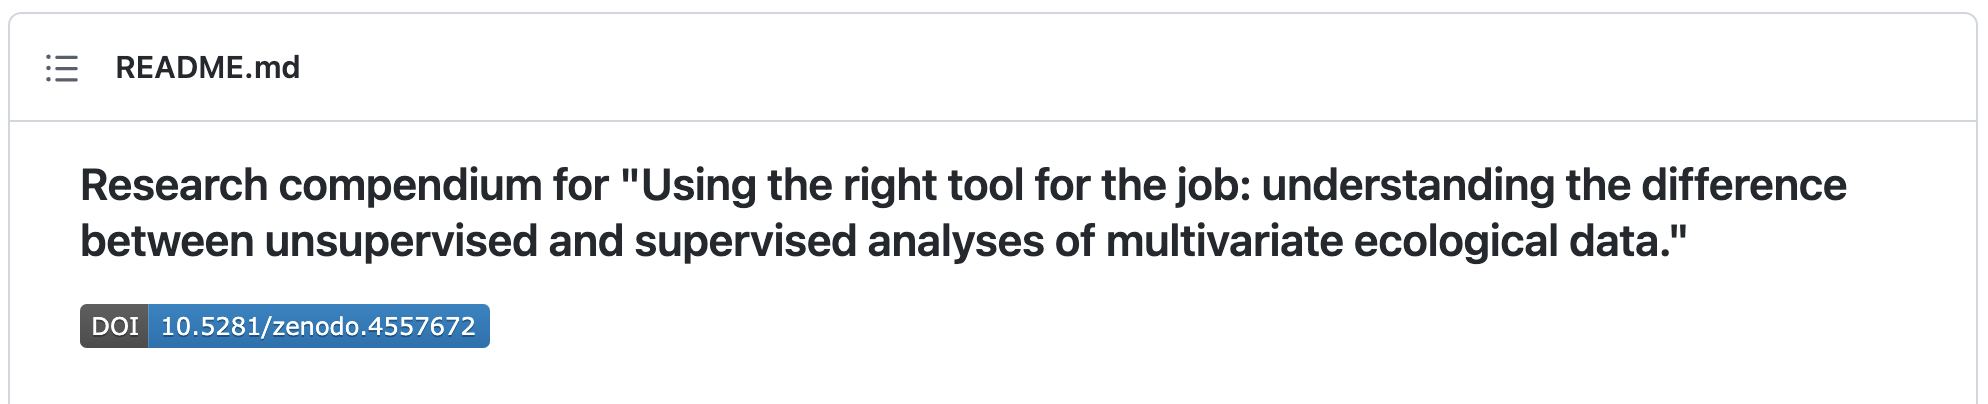 README.md
Research compendium for "Using the right tool for the job: understanding the difference
between unsupervised and supervised analyses of multivariate ecological data."
DOI 10.5281/zenodo.4557672